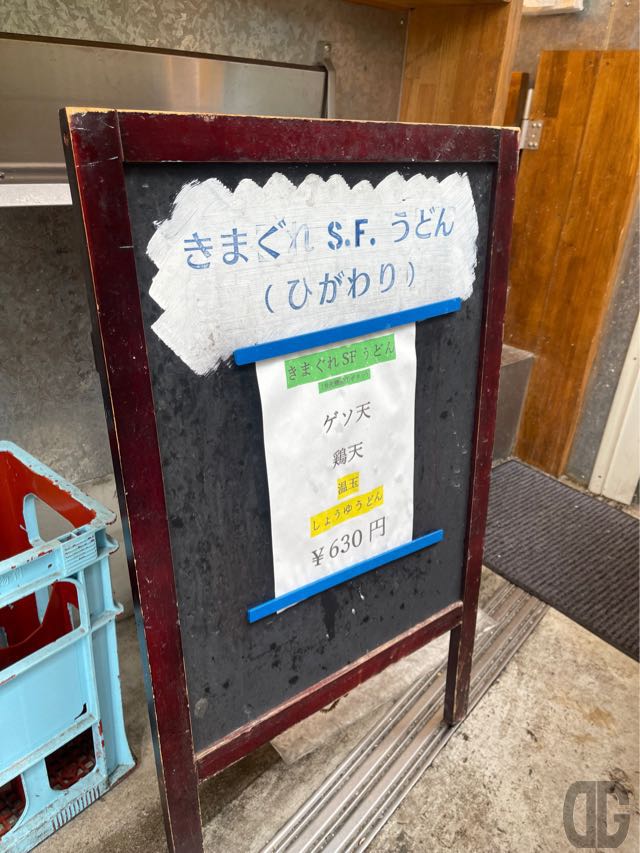 きまぐれ S.F. うどん
(ひがわり)
きまぐれSFうどん
ゲソ天
鶏天
温玉
しょうゆうどん
¥630円
DG